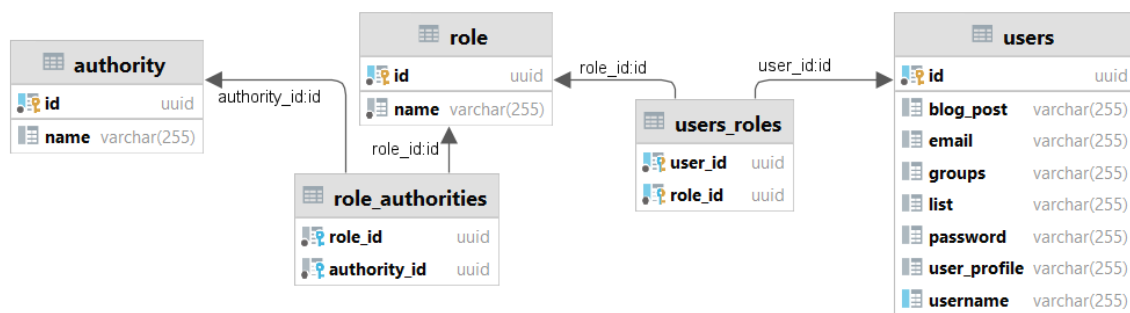 authority
id uuid
name varchar(255)
role
id uuid
name varchar(255)
users
id uuid
blog_post varchar(255)
email varchar(255)
groups varchar(255)
list varchar(255)
password varchar(255)
user_profile varchar(255)
username varchar(255)
users_roles
user_id uuid
role_id uuid
role_authorities
role_id uuid
authority_id uuid
authority_id:id
role_id:id
role_id:id
user_id:id